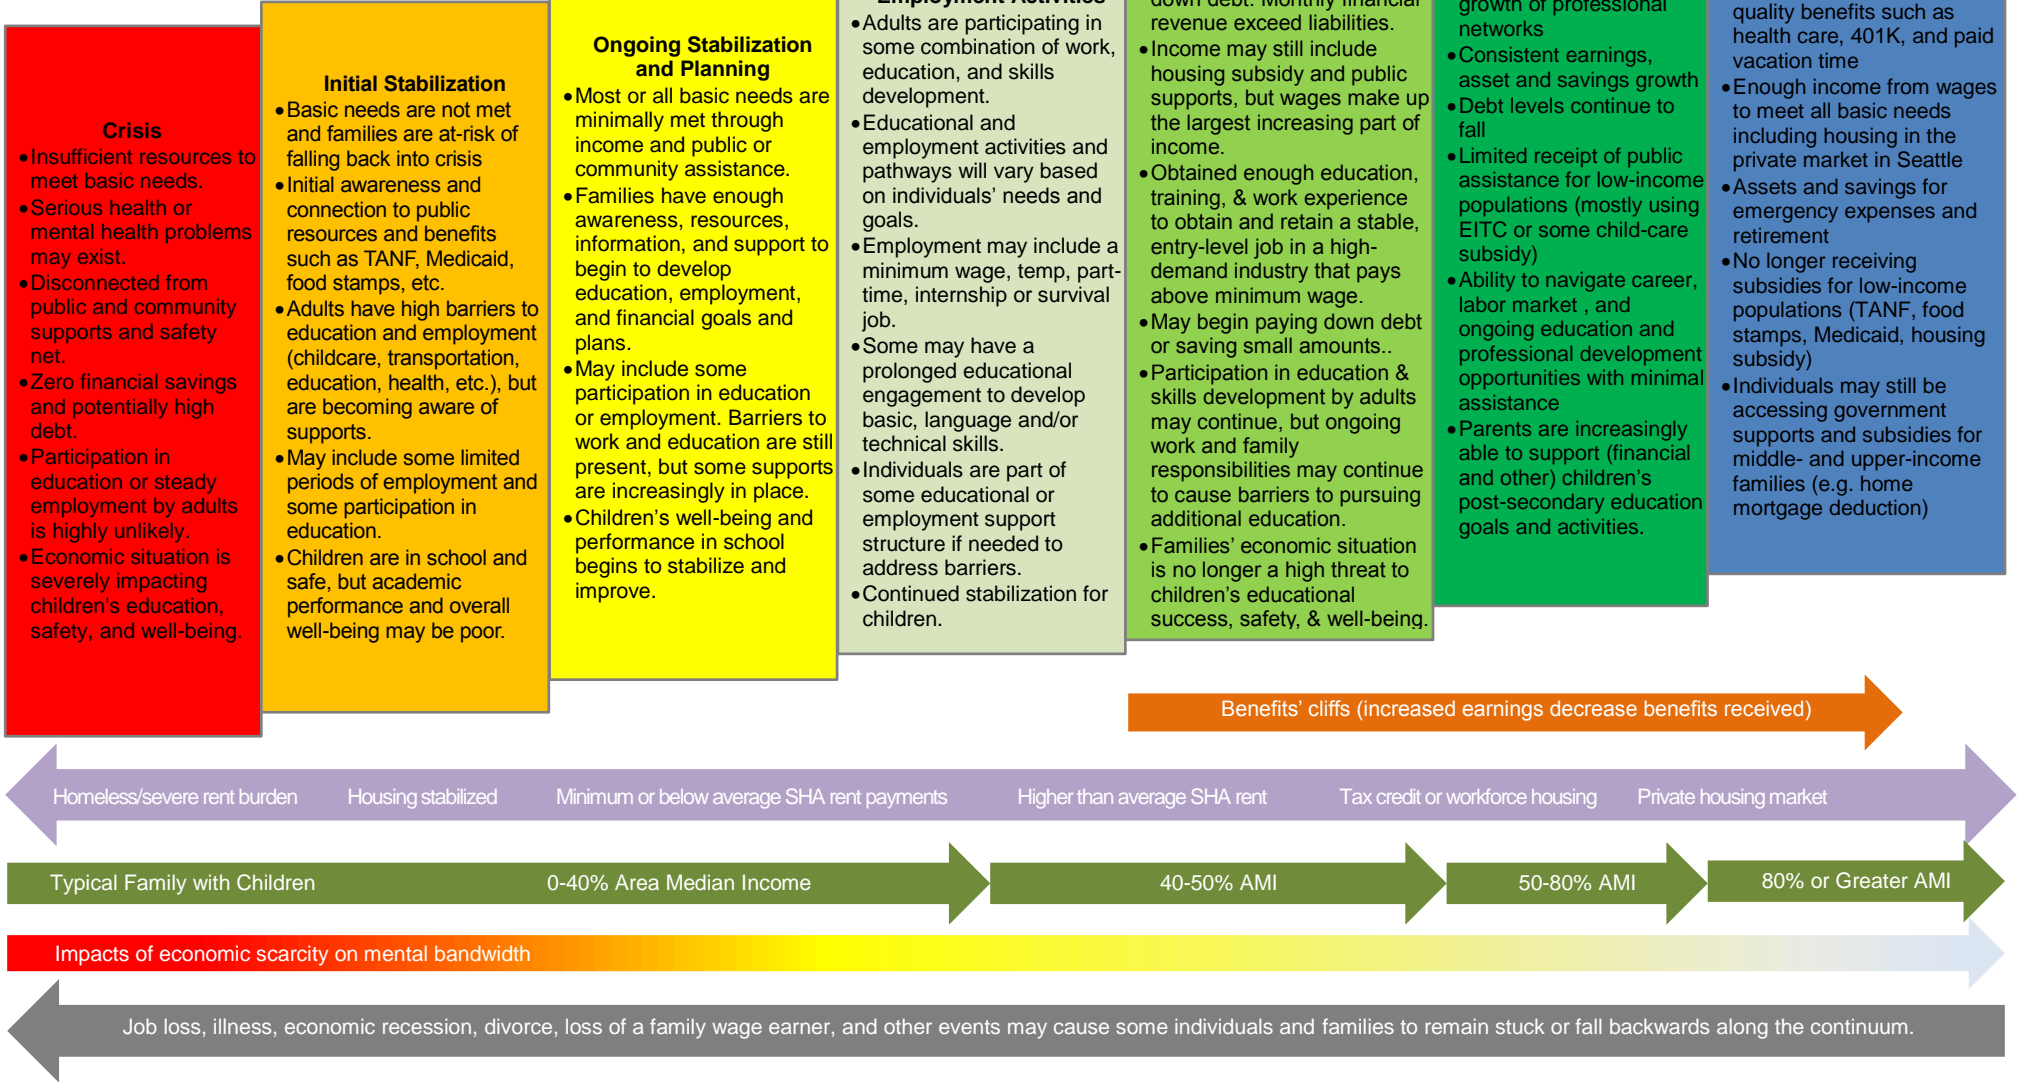 Crisis
•Insufficient resources to
meet basic needs.
•Serious health or
mental health problems
may exist.
•Disconnected from
public and community
supports and safety
net.
•Zero financial savings
and potentially high
debt.
•Participation in
education or steady
employment by adults
is highly unlikely.
•Economic situation is
severely impacting
children's education,
safety, and well-being.
Initial Stabilization
•Basic needs are not met
and families are at-risk of
falling back into crisis
•Initial awareness and
connection to public
resources and benefits
such as TANF, Medicaid,
food stamps, etc.
•Adults have high barriers to
education and employment
(childcare, transportation,
education, health, etc.), but
are becoming aware of
supports.
•May include some limited
periods of employment and
some participation in
education.
•Children are in school and
safe, but academic
performance and overall
well-being may be poor.
Ongoing Stabilization
and Planning
•Most or all basic needs are
minimally met through
income and public or
community assistance.
•Families have enough
awareness, resources,
information, and support to
begin to develop
education, employment,
and financial goals and
plans.
•May include some
participation in education
or employment. Barriers to
work and education are still
present, but some supports
are increasingly in place.
•Children's well-being and
performance in school
begins to stabilize and
improve.
Employment Activities
•Adults are participating in
some combination of work,
education, and skills
development.
•Educational and
employment activities and
pathways will vary based
on individuals' needs and
goals.
•Employment may include a
minimum wage, temp, part-
time, internship or survival
job.
•Some may have a
prolonged educational
engagement to develop
basic, language and/or
technical skills.
•Individuals are part of
some educational or
employment support
structure if needed to
address barriers.
•Continued stabilization for
children.
down debt. Monthly financial
revenue exceed liabilities.
•Income may still include
housing subsidy and public
supports, but wages make up
the largest increasing part of
income.
•Obtained enough education,
training, & work experience
to obtain and retain a stable,
entry-level job in a high-
demand industry that pays
above minimum wage.
•May begin paying down debt
or saving small amounts..
•Participation in education &
skills development by adults
may continue, but ongoing
work and family
responsibilities may continue
to cause barriers to pursuing
additional education.
•Families' economic situation
is no longer a high threat to
children's educational
success, safety, & well-being.
growth of professional
networks
•Consistent earnings,
asset and savings growth
•Debt levels continue to
fall
•Limited receipt of public
assistance for low-income
populations (mostly using
EITC or some child-care
subsidy)
•Ability to navigate career,
labor market , and
ongoing education and
professional development
opportunities with minimal
assistance
•Parents are increasingly
able to support (financial
and other) children's
post-secondary education
goals and activities.
quality benefits such as
health care, 401K, and paid
vacation time
•Enough income from wages
to meet all basic needs
including housing in the
private market in Seattle
•Assets and savings for
emergency expenses and
retirement
•No longer receiving
subsidies for low-income
populations (TANF, food
stamps, Medicaid, housing
subsidy)
•Individuals may still be
accessing government
supports and subsidies for
middle- and upper-income
families (e.g. home
mortgage deduction)
Benefits' cliffs (increased earnings decrease benefits received)
Homeless/severe rent burden Housing stabilized Minimum or below average SHA rent payments Higher than average SHA rent Tax credit or workforce housing Private housing market
Typical Family with Children 0-40% Area Median Income 40-50% AMI 50-80% AMI 80% or Greater AMI
Impacts of economic scarcity on mental bandwidth
Job loss, illness, economic recession, divorce, loss of a family wage earner, and other events may cause some individuals and families to remain stuck or fall backwards along the continuum.